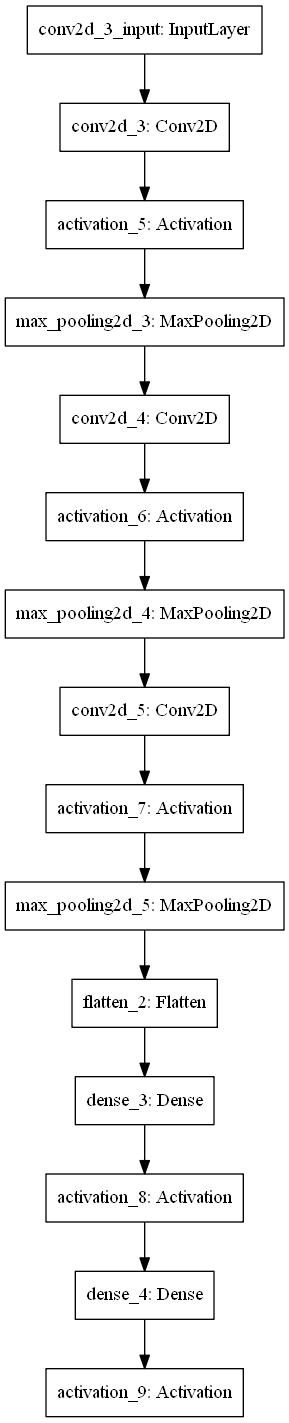 conv2d_3_input: InputLayer
conv2d_3: Conv2D
activation_5: Activation
max_pooling2d_3: MaxPooling2D
conv2d_4: Conv2D
activation_6: Activation
max_pooling2d_4: MaxPooling2D
conv2d_5: Conv2D
activation_7: Activation
max_pooling2d_5: MaxPooling2D
flatten_2: Flatten
dense_3: Dense
activation_8: Activation
dense_4: Dense
activation_9: Activation